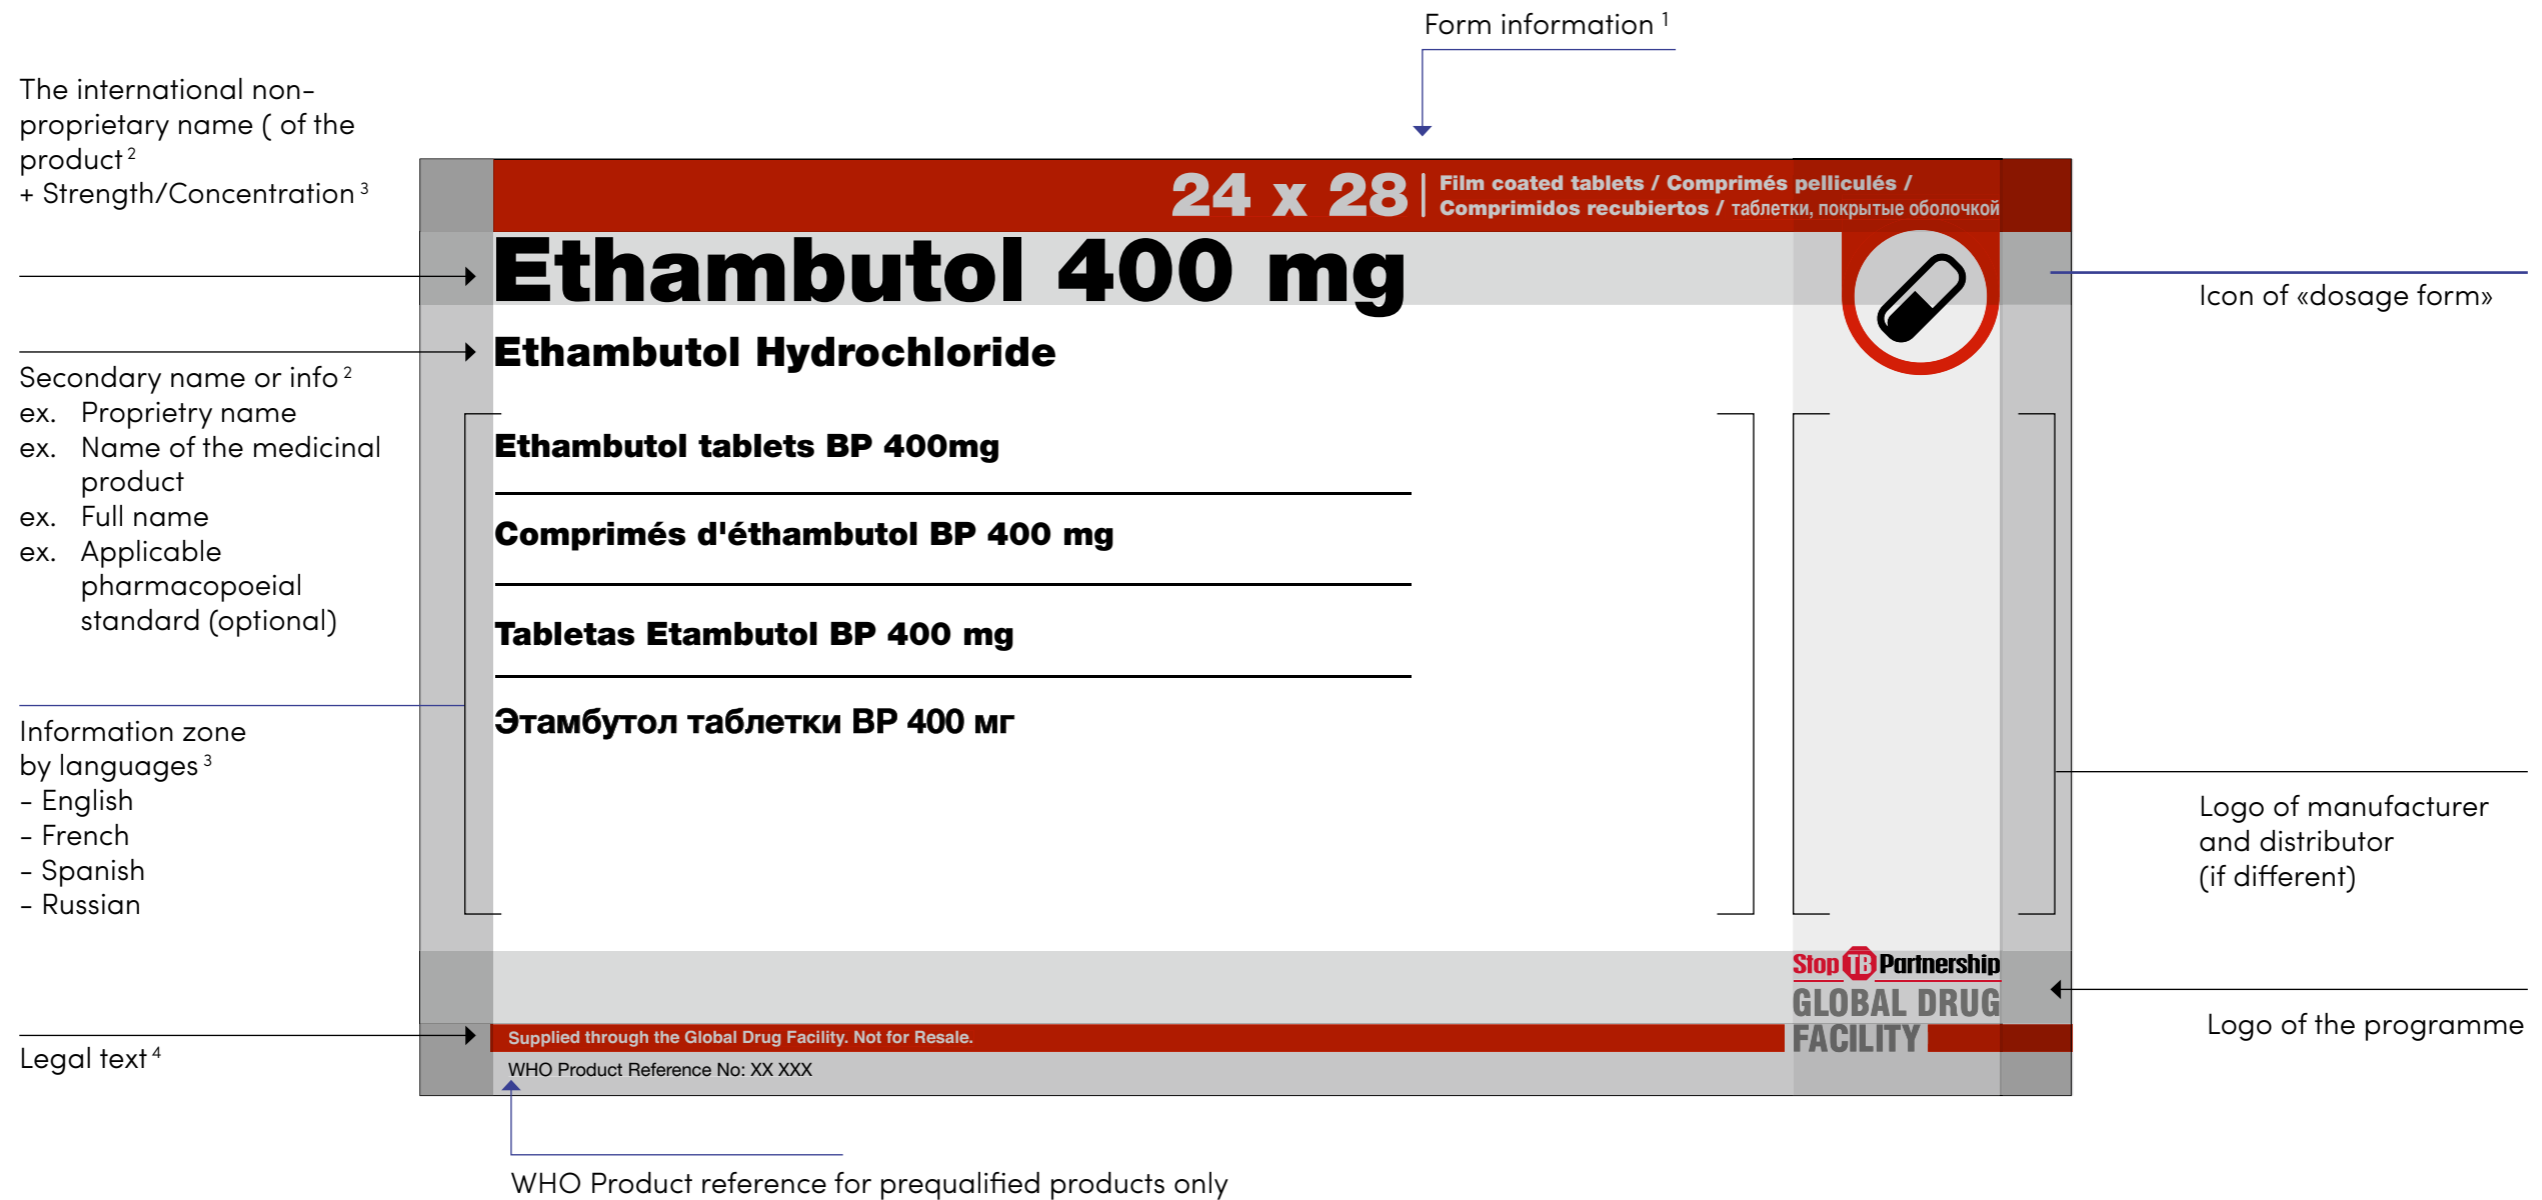 Form information 1
The international non-
proprietary name ( of the
product 2
+ Strength/Concentration 3
24 x 28
Film coated tablets / Comprimés pelliculés /
Comprimidos recubiertos / таблетки, покрытые оболочкой
Ethambutol 400 mg
Icon of «dosage form»
Ethambutol Hydrochloride
Secondary name or info 2
ex. Proprietry name
ex. Name of the medicinal
product
ex. Full name
ex. Applicable
pharmacopoeial
standard (optional)
Ethambutol tablets BP 400mg
Comprimés d'éthambutol BP 400 mg
Tabletas Etambutol BP 400 mg
Этамбутол таблетки BP 400 мг
Information zone
by languages 3
- English
- French
- Spanish
- Russian
Logo of manufacturer
and distributor
(if different)
Stop TB Partnership
GLOBAL DRUG
FACILITY
Logo of the programme
Legal text 4
Supplied through the Global Drug Facility. Not for Resale.
WHO Product Reference No: XX XXX
WHO Product reference for prequalified products only